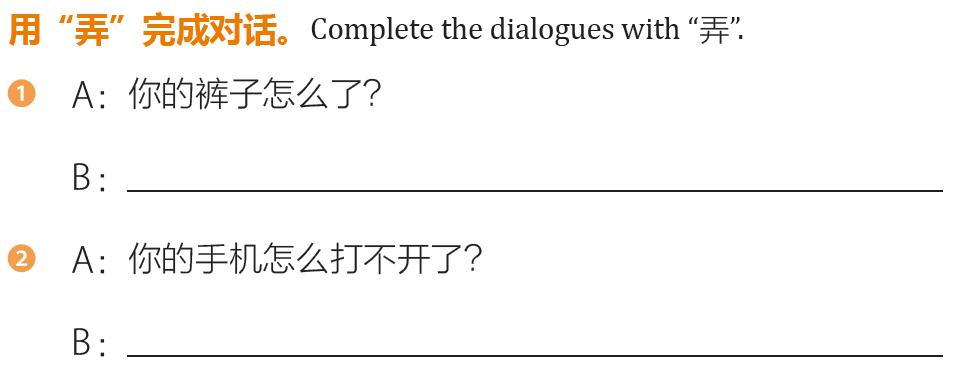 用“弄”完成对话。Complete the dialogues with “弄”.
1 A：你的裤子怎么了？
B：
2 A：你的手机怎么打不开了？
B：